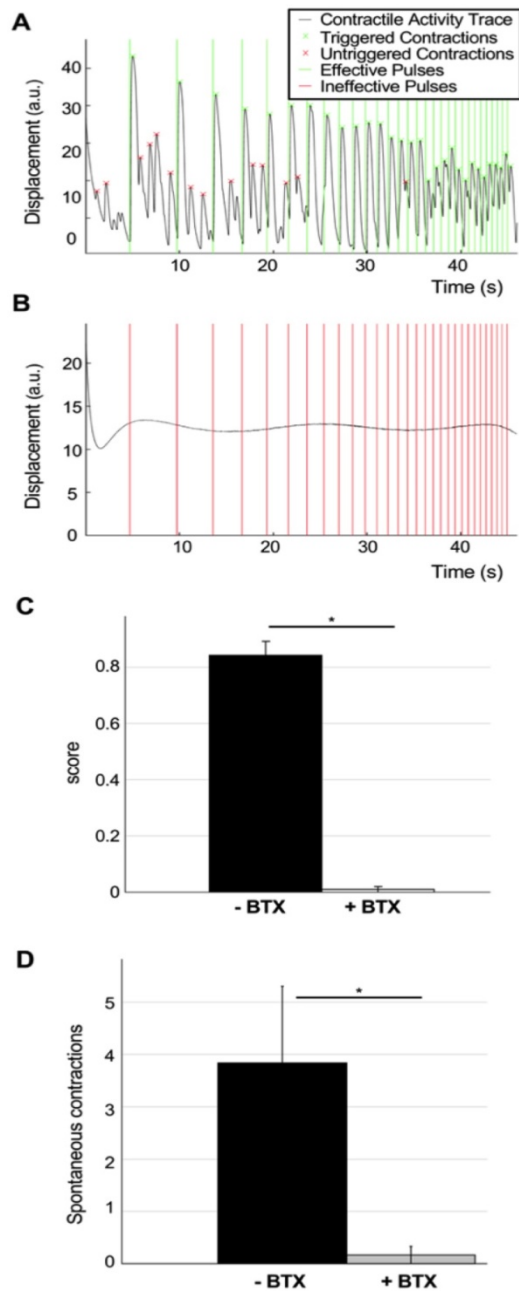 A
Contractile Activity Trace
Triggered Contractions
Untriggered Contractions
Effective Pulses
Ineffective Pulses
Displacement (a.u.)
40
30
20
10
0
10 20 30 40
Time (s)
B
Displacement (a.u.)
20
15
10
5
0
10 20 30 40
Time (s)
C
*
score
0.8
0.6
0.4
0.2
0
- BTX + BTX
D
*
Spontaneous contractions
5
4
3
2
1
0
- BTX + BTX